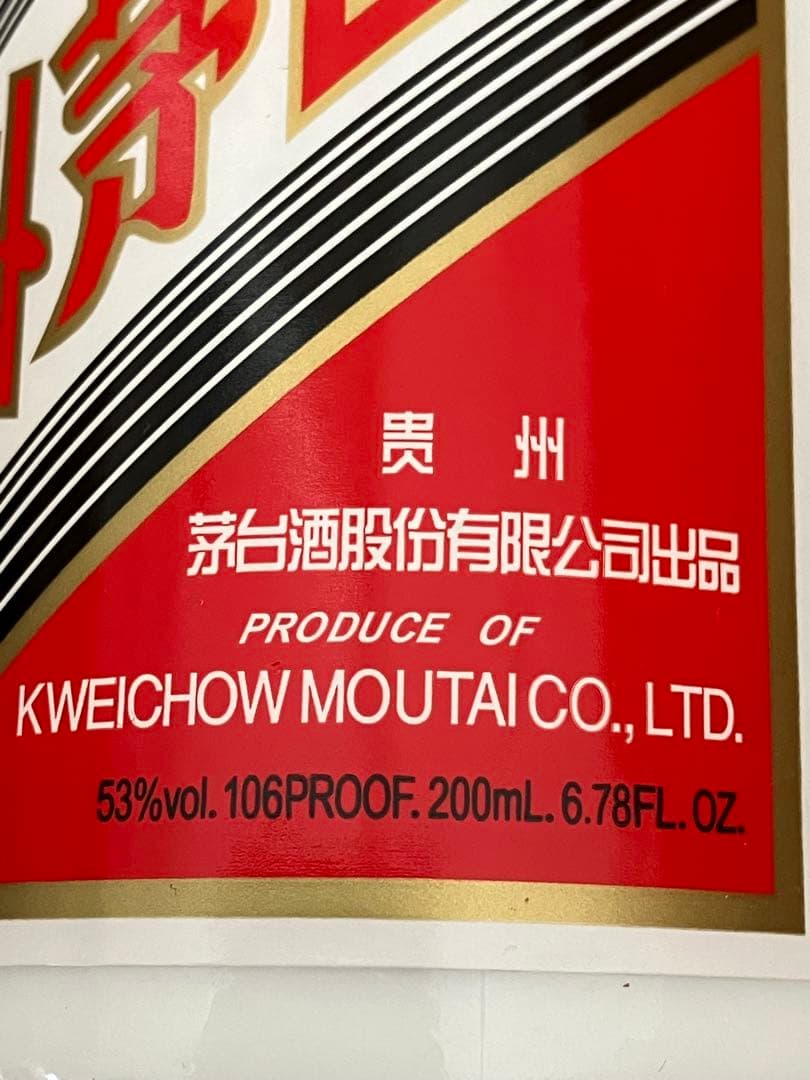 茅
贵 州
茅台酒股份有限公司出品
PRODUCE OF
KWEICHOW MOUTAI CO., LTD.
53%vol. 106PROOF. 200mL. 6.78FL. OZ.